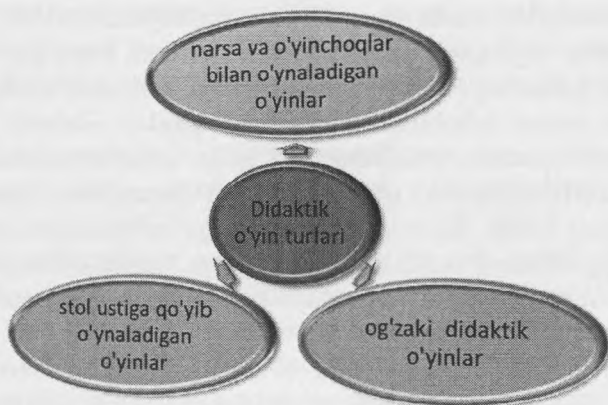 narsa va o'yinchoqlar
bilan o'ynaladigan
o'yinlar
Didaktik
o'yin turlari
stol ustiga qo'yib
o'ynaladigan
o'yinlar
og'zaki didaktik
o'yinlar